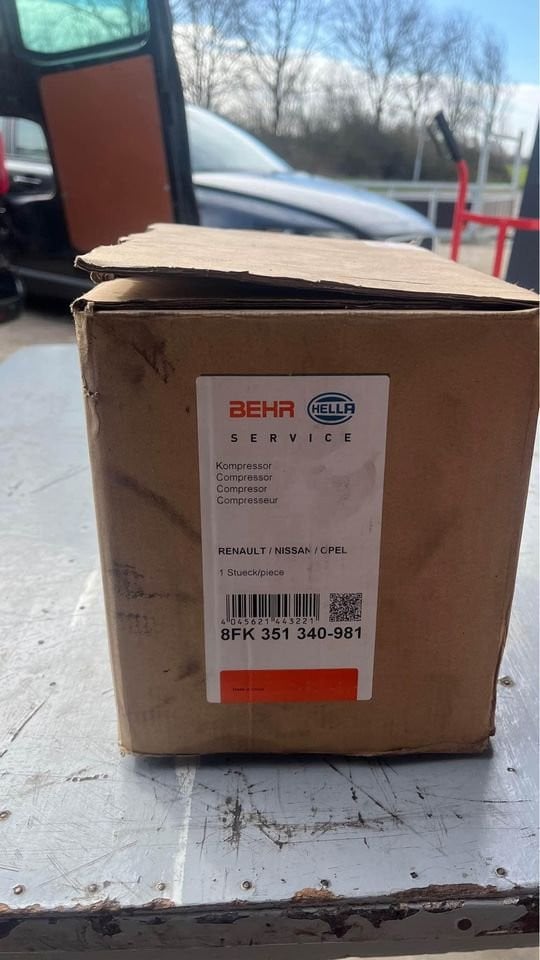 BEHR HELLA
SERVICE
Kompressor
Compressor
Compresor
Compresseur
RENAULT / NISSAN / OPEL
1 Stueck/piece
4 045621 443221
8FK 351 340-981